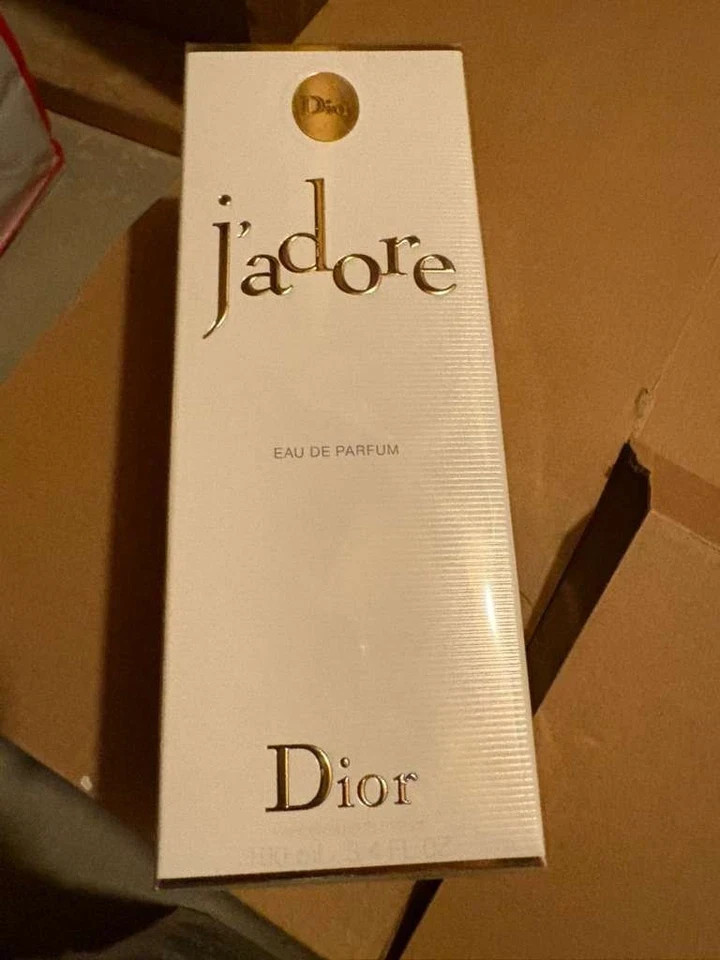 Dior
j'adore
EAU DE PARFUM
Dior
100 ml 3.4 FL.OZ